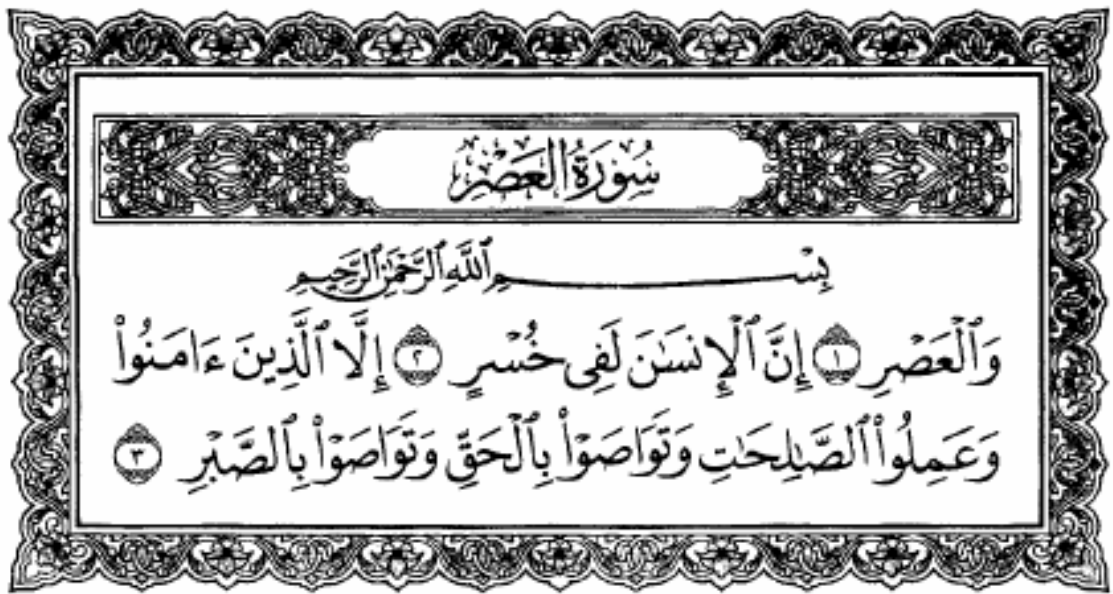 سُورَةُ العَصْرِ
بِسْمِ ٱللَّهِ ٱلرَّحْمَٰنِ ٱلرَّحِيمِ
وَٱلْعَصْرِ ١ إِنَّ ٱلْإِنسَٰنَ لَفِى خُسْرٍ ٢ إِلَّا ٱلَّذِينَ ءَامَنُوا۟
وَعَمِلُوا۟ ٱلصَّٰلِحَٰتِ وَتَوَاصَوْا۟ بِٱلْحَقِّ وَتَوَاصَوْا۟ بِٱلصَّبْرِ ٣